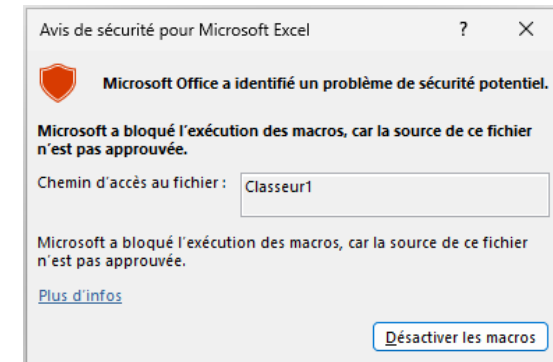 Avis de sécurité pour Microsoft Excel ? ×
Microsoft Office a identifié un problème de sécurité potentiel.
Microsoft a bloqué l'exécution des macros, car la source de ce fichier
n'est pas approuvée.
Chemin d'accès au fichier : Classeur1
Microsoft a bloqué l'exécution des macros, car la source de ce fichier
n'est pas approuvée.
Plus d'infos
Désactiver les macros